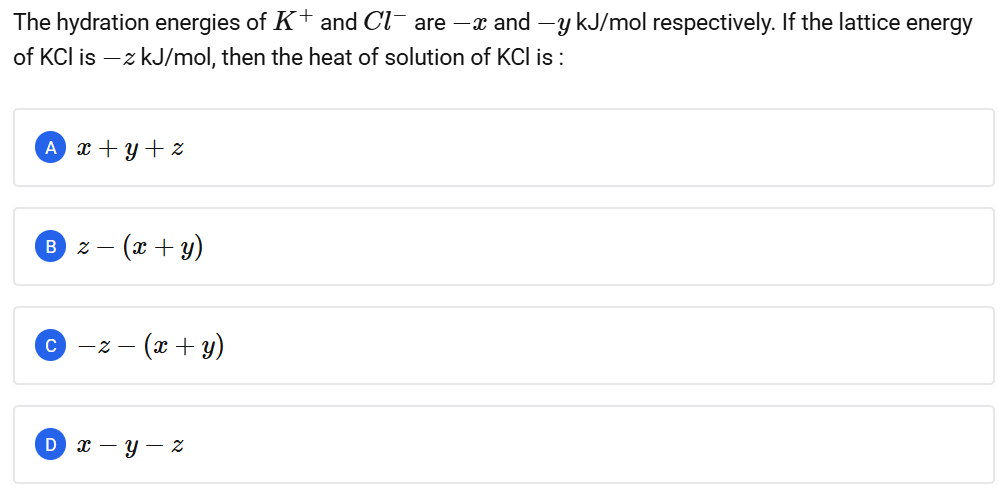 The hydration energies of K⁺ and Cl⁻ are −x and −y kJ/mol respectively. If the lattice energy
of KCl is −z kJ/mol, then the heat of solution of KCl is :
A x + y + z
B z − (x + y)
C −z − (x + y)
D x − y − z